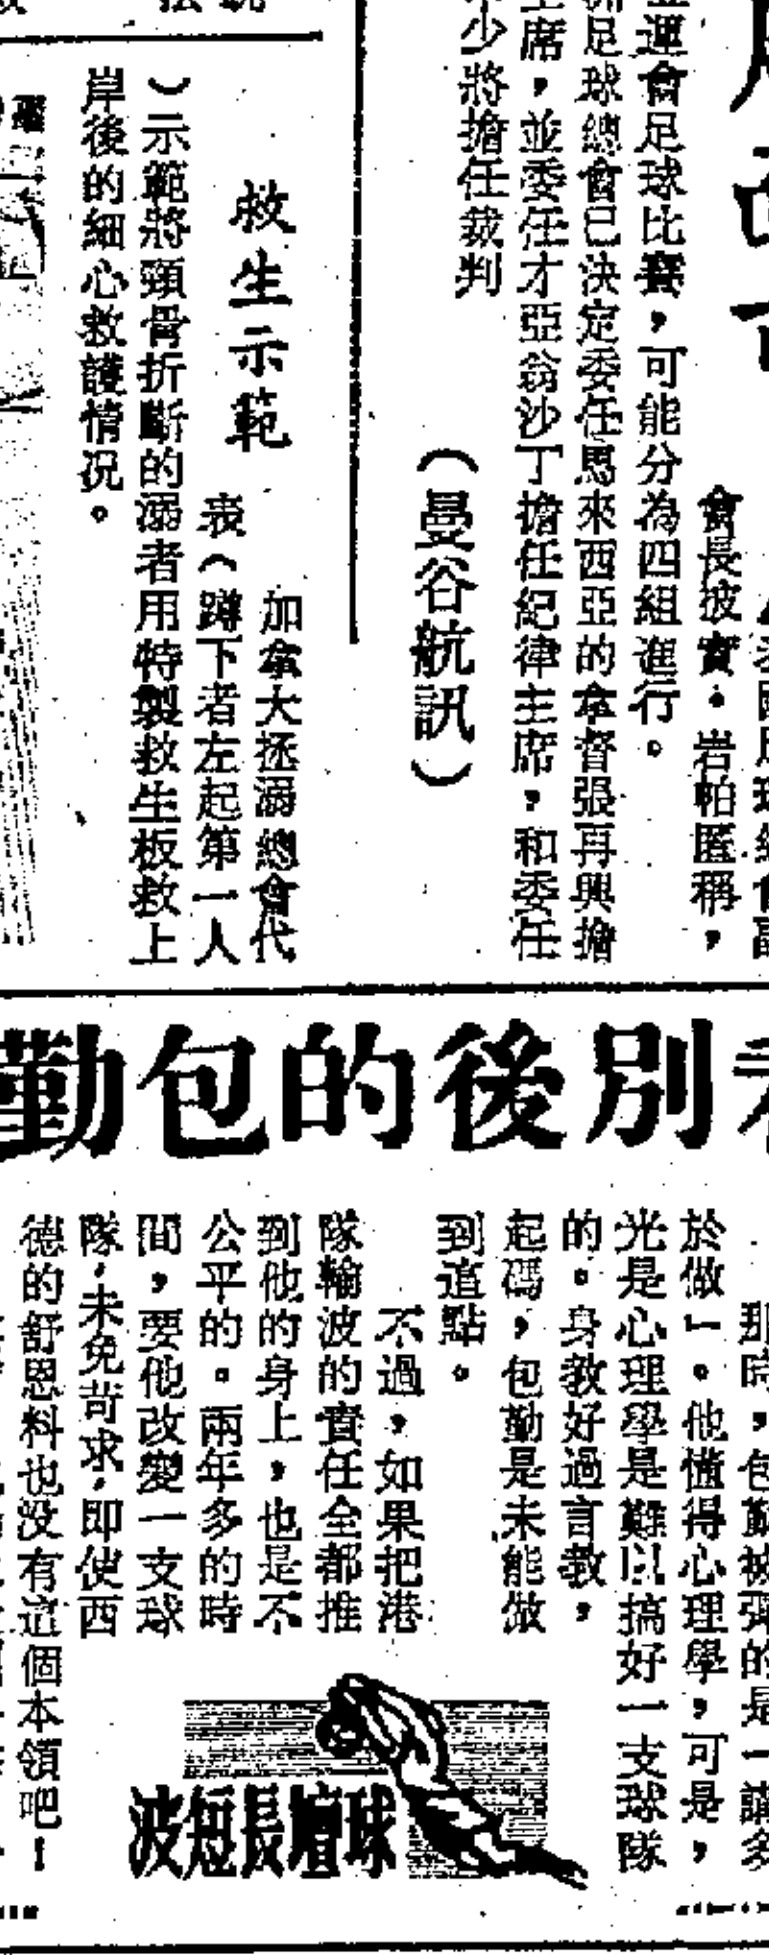 會長披實·岩帕匿稱，
運會足球比賽，可能分為四組進行。
足球總會已決定委任馬來西亞的拿督張再興擔
席，並委任才亞翁沙丁擔任紀律主席，和委任
少將擔任裁判
（曼谷航訊）
救生示範
加拿大拯溺總會代
表（蹲下者左起第一人
）示範將頸骨折斷的溺者用特製救生板救上
岸後的細心救護情況。
別後的包勤
那時，包勤被彈的是一講多
於做」。他懂得心理學，可是，
光是心理學是難以搞好一支球隊
的。身教好過言教，
起碼，包勤是未能做
到這點。
不過，如果把港
隊輸波的責任全都推
到他的身上，也是不
公平的。兩年多的時
間，要他改變一支球
隊，未免苛求，即使西
德的舒恩料也沒有這個本領吧！
球壇長短波